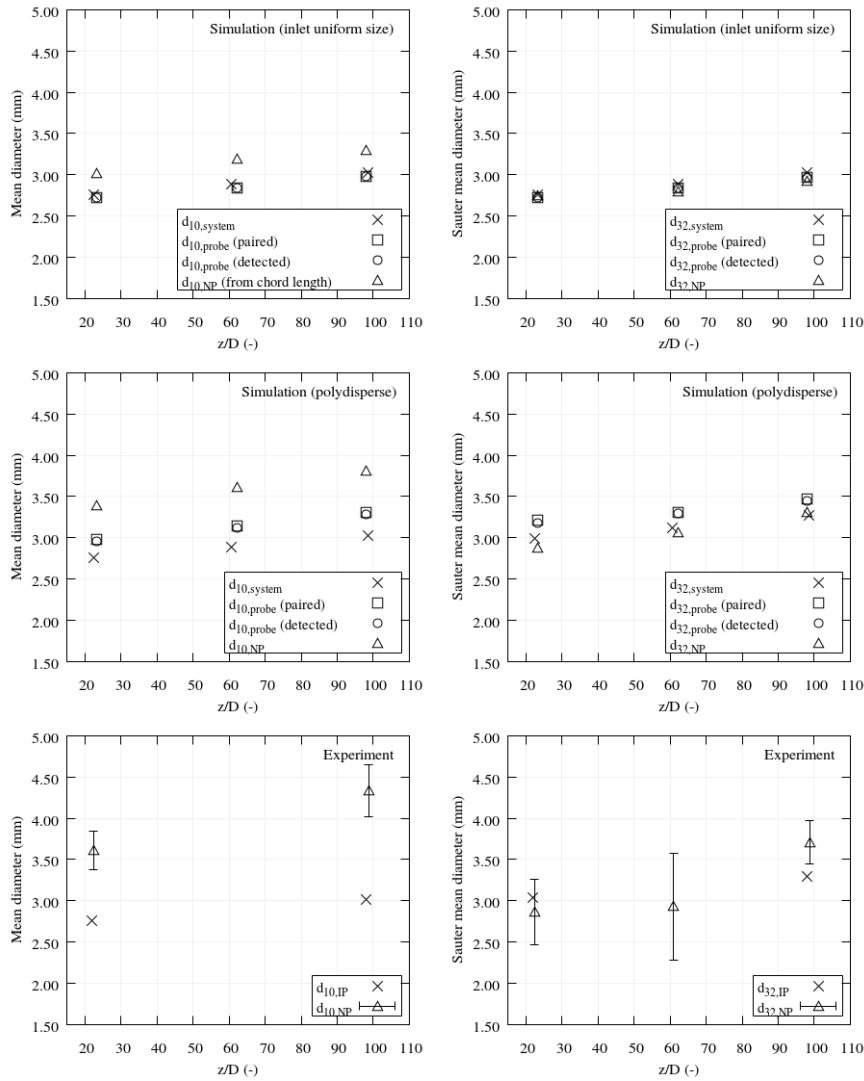 5.00
4.50
4.00
3.50
3.00
2.50
2.00
1.50
Mean diameter (mm)
Simulation (inlet uniform size)
d10,system
d10,probe (paired)
d10,probe (detected)
d10,NP (from chord length)
20 30 40 50 60 70 80 90 100 110
z/D (-)
5.00
4.50
4.00
3.50
3.00
2.50
2.00
1.50
Sauter mean diameter (mm)
Simulation (inlet uniform size)
d32,system
d32,probe (paired)
d32,probe (detected)
d32,NP
20 30 40 50 60 70 80 90 100 110
z/D (-)
5.00
4.50
4.00
3.50
3.00
2.50
2.00
1.50
Mean diameter (mm)
Simulation (polydisperse)
d10,system
d10,probe (paired)
d10,probe (detected)
d10,NP
20 30 40 50 60 70 80 90 100 110
z/D (-)
5.00
4.50
4.00
3.50
3.00
2.50
2.00
1.50
Sauter mean diameter (mm)
Simulation (polydisperse)
d32,system
d32,probe (paired)
d32,probe (detected)
d32,NP
20 30 40 50 60 70 80 90 100 110
z/D (-)
5.00
4.50
4.00
3.50
3.00
2.50
2.00
1.50
Mean diameter (mm)
Experiment
d10,IP
d10,NP
20 30 40 50 60 70 80 90 100 110
z/D (-)
5.00
4.50
4.00
3.50
3.00
2.50
2.00
1.50
Sauter mean diameter (mm)
Experiment
d32,IP
d32,NP
20 30 40 50 60 70 80 90 100 110
z/D (-)